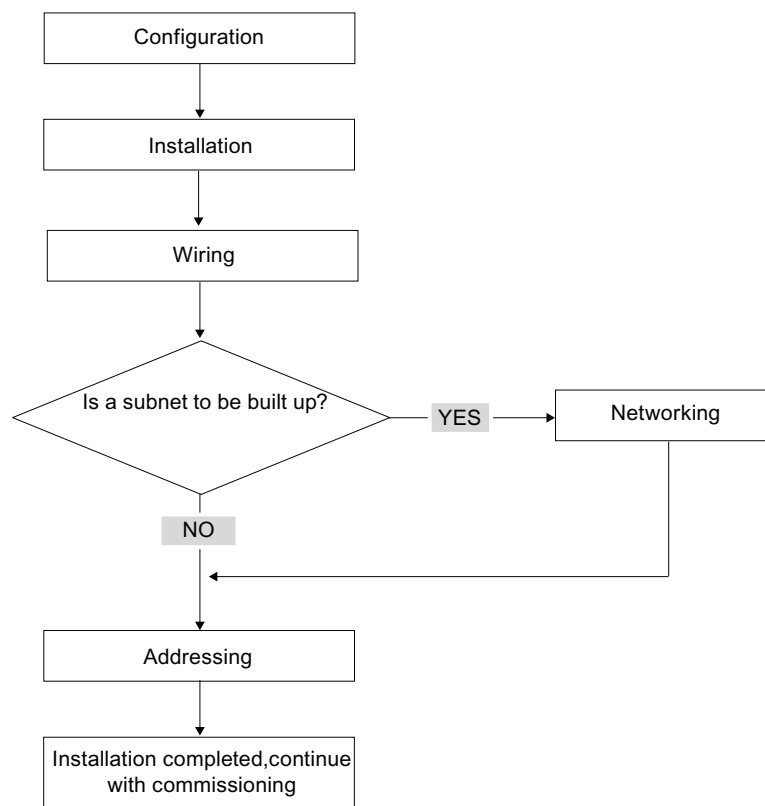 Configuration
Installation
Wiring
Is a subnet to be built up?
YES
Networking
NO
Addressing
Installation completed,continue
with commissioning